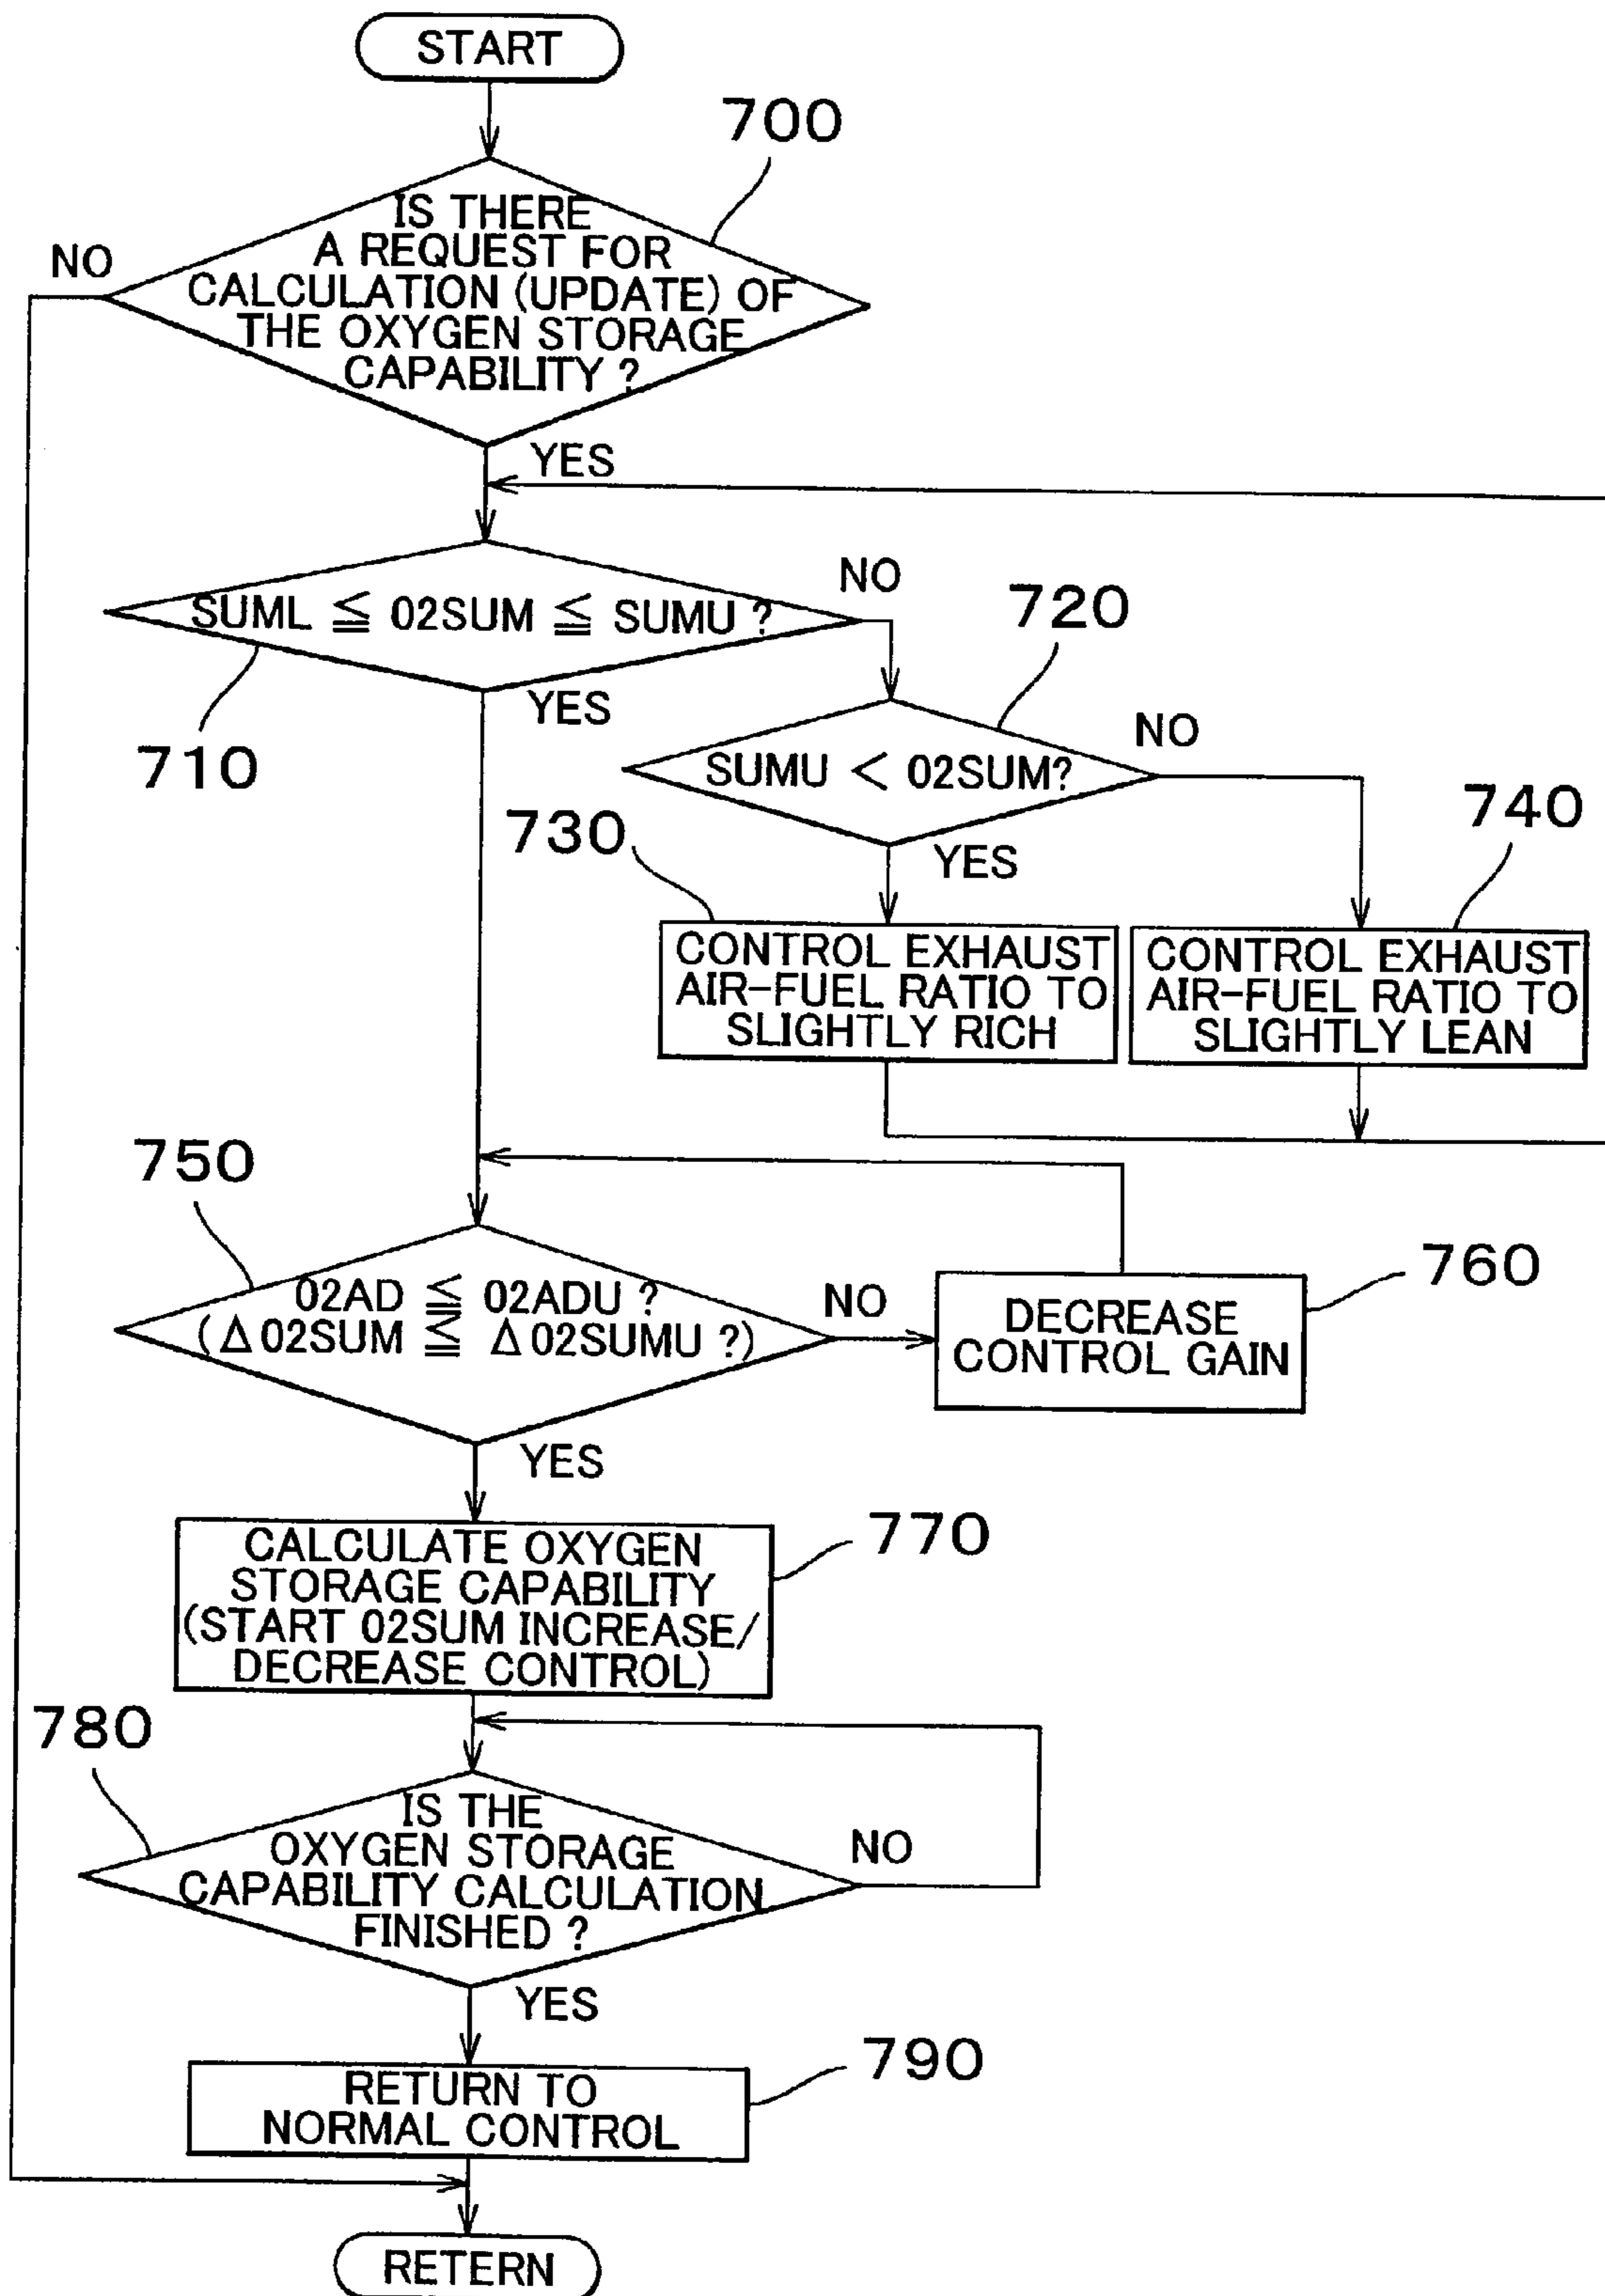 START
700
IS THERE
A REQUEST FOR
CALCULATION (UPDATE) OF
THE OXYGEN STORAGE
CAPABILITY ?
NO
YES
SUML ≦ 02SUM ≦ SUMU ?
NO
YES
710
720
SUMU < 02SUM?
NO
YES
730
CONTROL EXHAUST
AIR-FUEL RATIO TO
SLIGHTLY RICH
740
CONTROL EXHAUST
AIR-FUEL RATIO TO
SLIGHTLY LEAN
750
02AD ≦ 02ADU ?
(Δ02SUM ≦ Δ02SUMU ?)
NO
760
DECREASE
CONTROL GAIN
YES
770
CALCULATE OXYGEN
STORAGE CAPABILITY
(START 02SUM INCREASE/
DECREASE CONTROL)
780
IS THE
OXYGEN STORAGE
CAPABILITY CALCULATION
FINISHED ?
NO
YES
790
RETURN TO
NORMAL CONTROL
RETERN